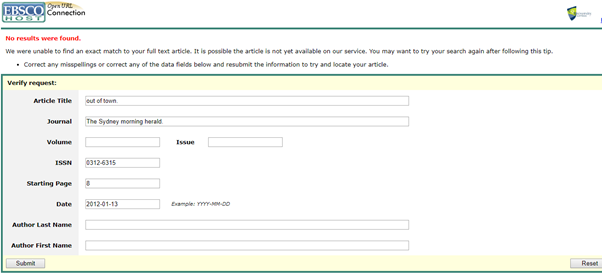 EBSCO Open URL
HOST Connection
No results were found.
We were unable to find an exact match to your full text article. It is possible the article is not yet available on our service. You may want to try your search again after following this tip.
• Correct any misspellings or correct any of the data fields below and resubmit the information to try and locate your article.
Verify request:
Article Title out of town.
Journal The Sydney morning herald.
Volume Issue
ISSN 0312-6315
Starting Page 8
Date 2012-01-13 Example: YYYY-MM-DD
Author Last Name
Author First Name
Submit Reset